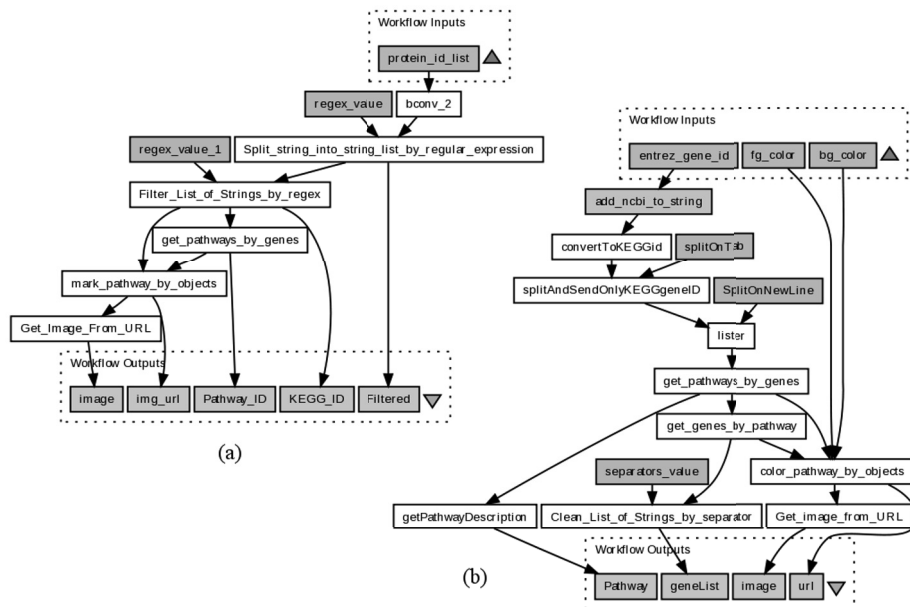 Workflow Inputs
protein_id_list
regex_value
bconv_2
regex_value_1
Split_string_into_string_list_by_regular_expression
Filter_List_of_Strings_by_regex
get_pathways_by_genes
mark_pathway_by_objects
Get_Image_From_URL
Workflow Outputs
image
img_url
Pathway_ID
KEGG_ID
Filtered
(a)
Workflow Inputs
entrez_gene_id
fg_color
bg_color
add_ncbi_to_string
convertToKEGGid
splitOnTab
splitAndSendOnlyKEGGgeneID
SplitOnNewLine
lister
get_pathways_by_genes
get_genes_by_pathway
separators_value
color_pathway_by_objects
getPathwayDescription
Clean_List_of_Strings_by_separator
Get_image_from_URL
Workflow Outputs
Pathway
geneList
image
url
(b)